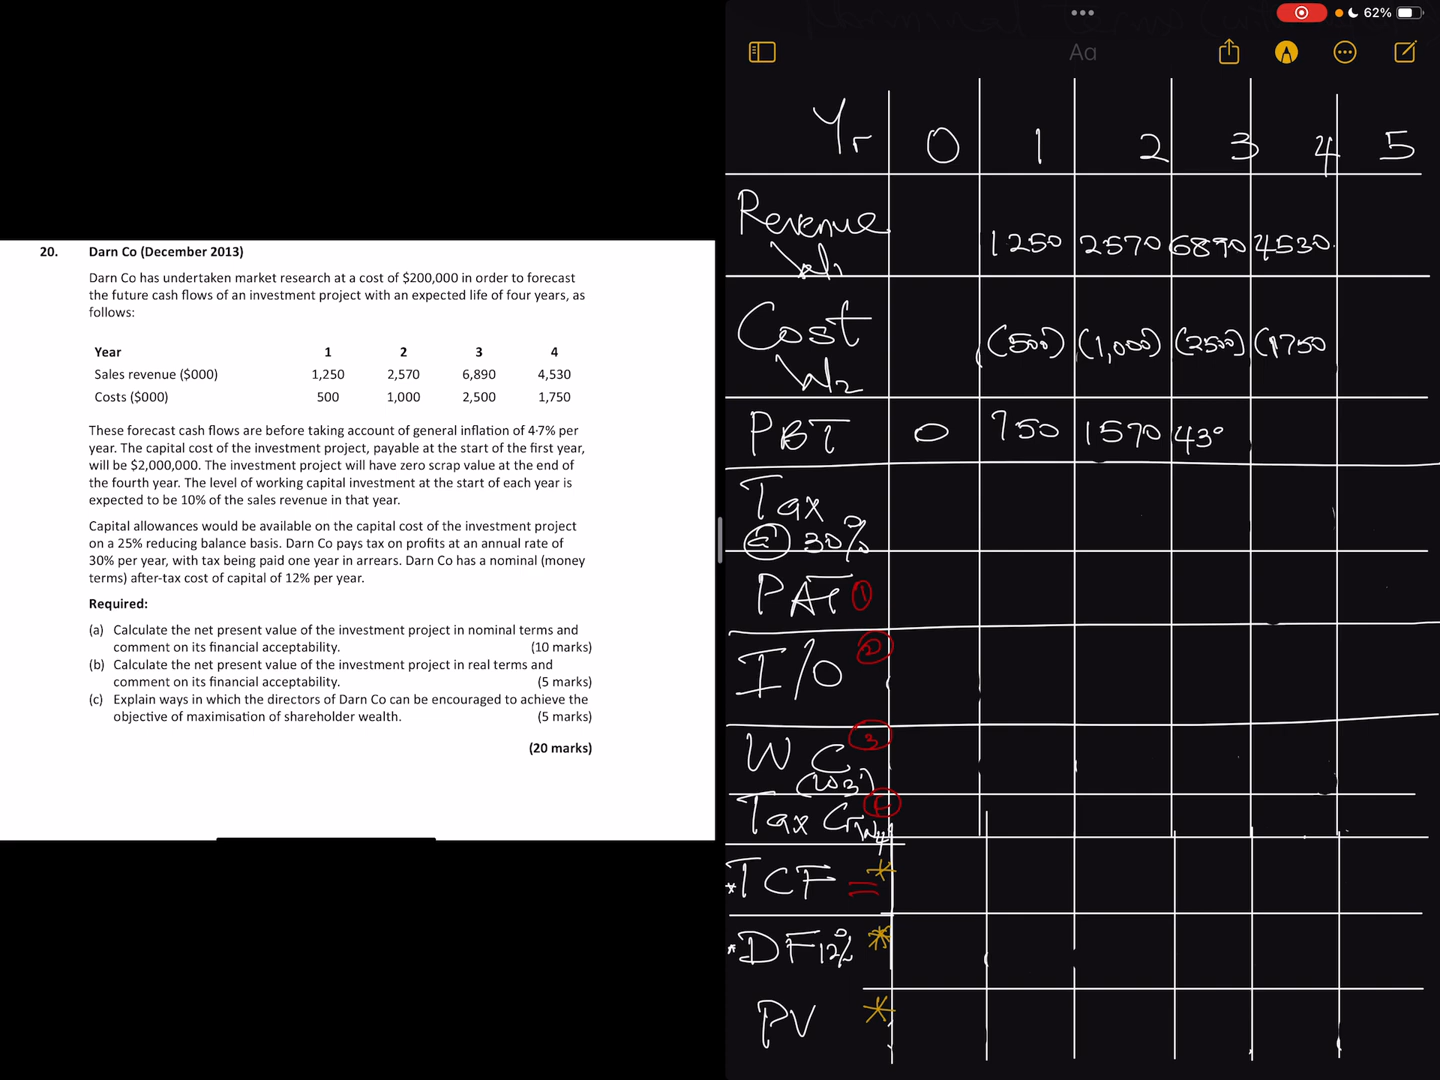 62%
Aa
20. Darn Co (December 2013)
Darn Co has undertaken market research at a cost of $200,000 in order to forecast
the future cash flows of an investment project with an expected life of four years, as
follows:
Year 1 2 3 4
Sales revenue ($000) 1,250 2,570 6,890 4,530
Costs ($000) 500 1,000 2,500 1,750
These forecast cash flows are before taking account of general inflation of 4·7% per
year. The capital cost of the investment project, payable at the start of the first year,
will be $2,000,000. The investment project will have zero scrap value at the end of
the fourth year. The level of working capital investment at the start of each year is
expected to be 10% of the sales revenue in that year.
Capital allowances would be available on the capital cost of the investment project
on a 25% reducing balance basis. Darn Co pays tax on profits at an annual rate of
30% per year, with tax being paid one year in arrears. Darn Co has a nominal (money
terms) after-tax cost of capital of 12% per year.
Required:
(a) Calculate the net present value of the investment project in nominal terms and
comment on its financial acceptability. (10 marks)
(b) Calculate the net present value of the investment project in real terms and
comment on its financial acceptability. (5 marks)
(c) Explain ways in which the directors of Darn Co can be encouraged to achieve the
objective of maximisation of shareholder wealth. (5 marks)
(20 marks)
Yr 0 1 2 3 4 5
Revenue 1250 2570 6890 4530
W1
Cost (500) (1,000) (2500) (1750
W2
PBT 0 750 1570 430
Tax
@ 30%
PAT 1
I/O 2
WC 3
(W3)
Tax W4
*TCF = *
*DF12% *
PV *